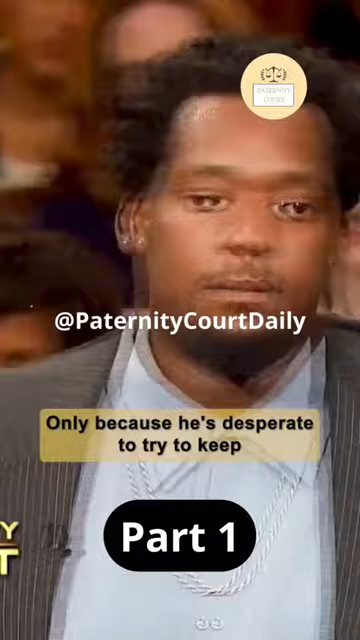 PATERNITY
COURT
@PaternityCourtDaily
Only because he's desperate
to try to keep
Y
T
Part 1